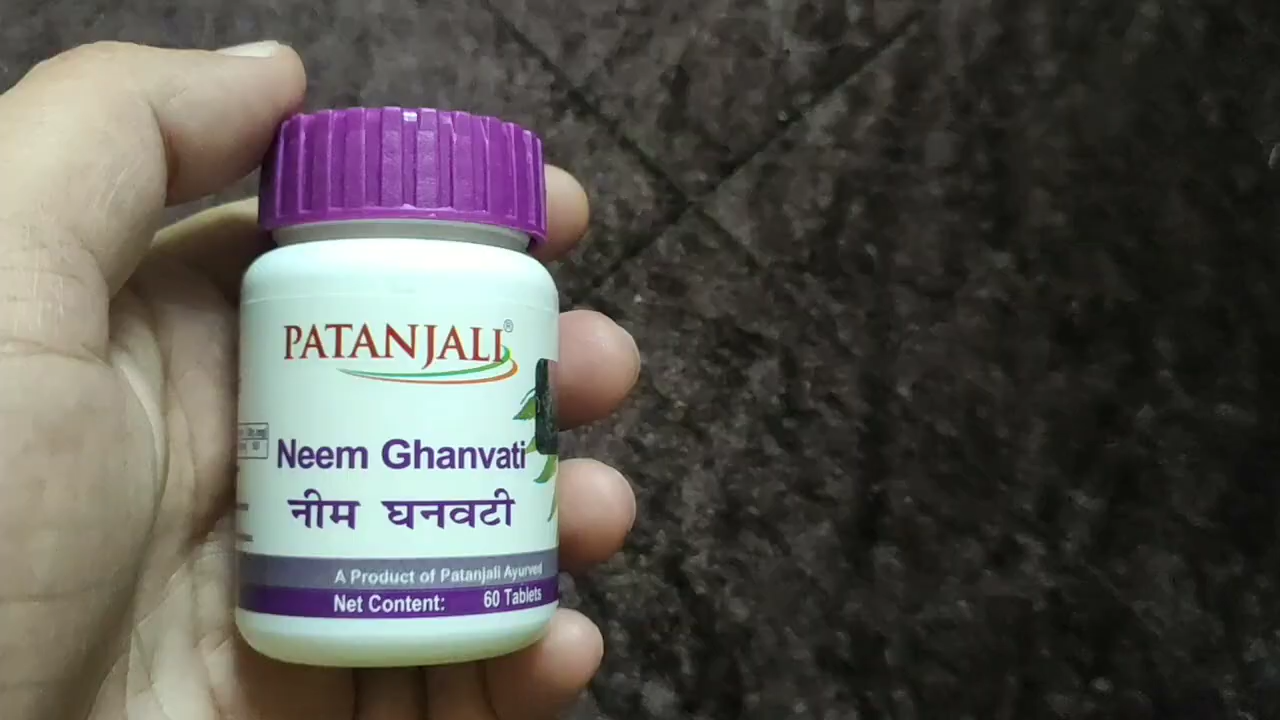 PATANJALI®
Neem Ghanvati
नीम घनवटी
A Product of Patanjali Ayurved
Net Content: 60 Tablets